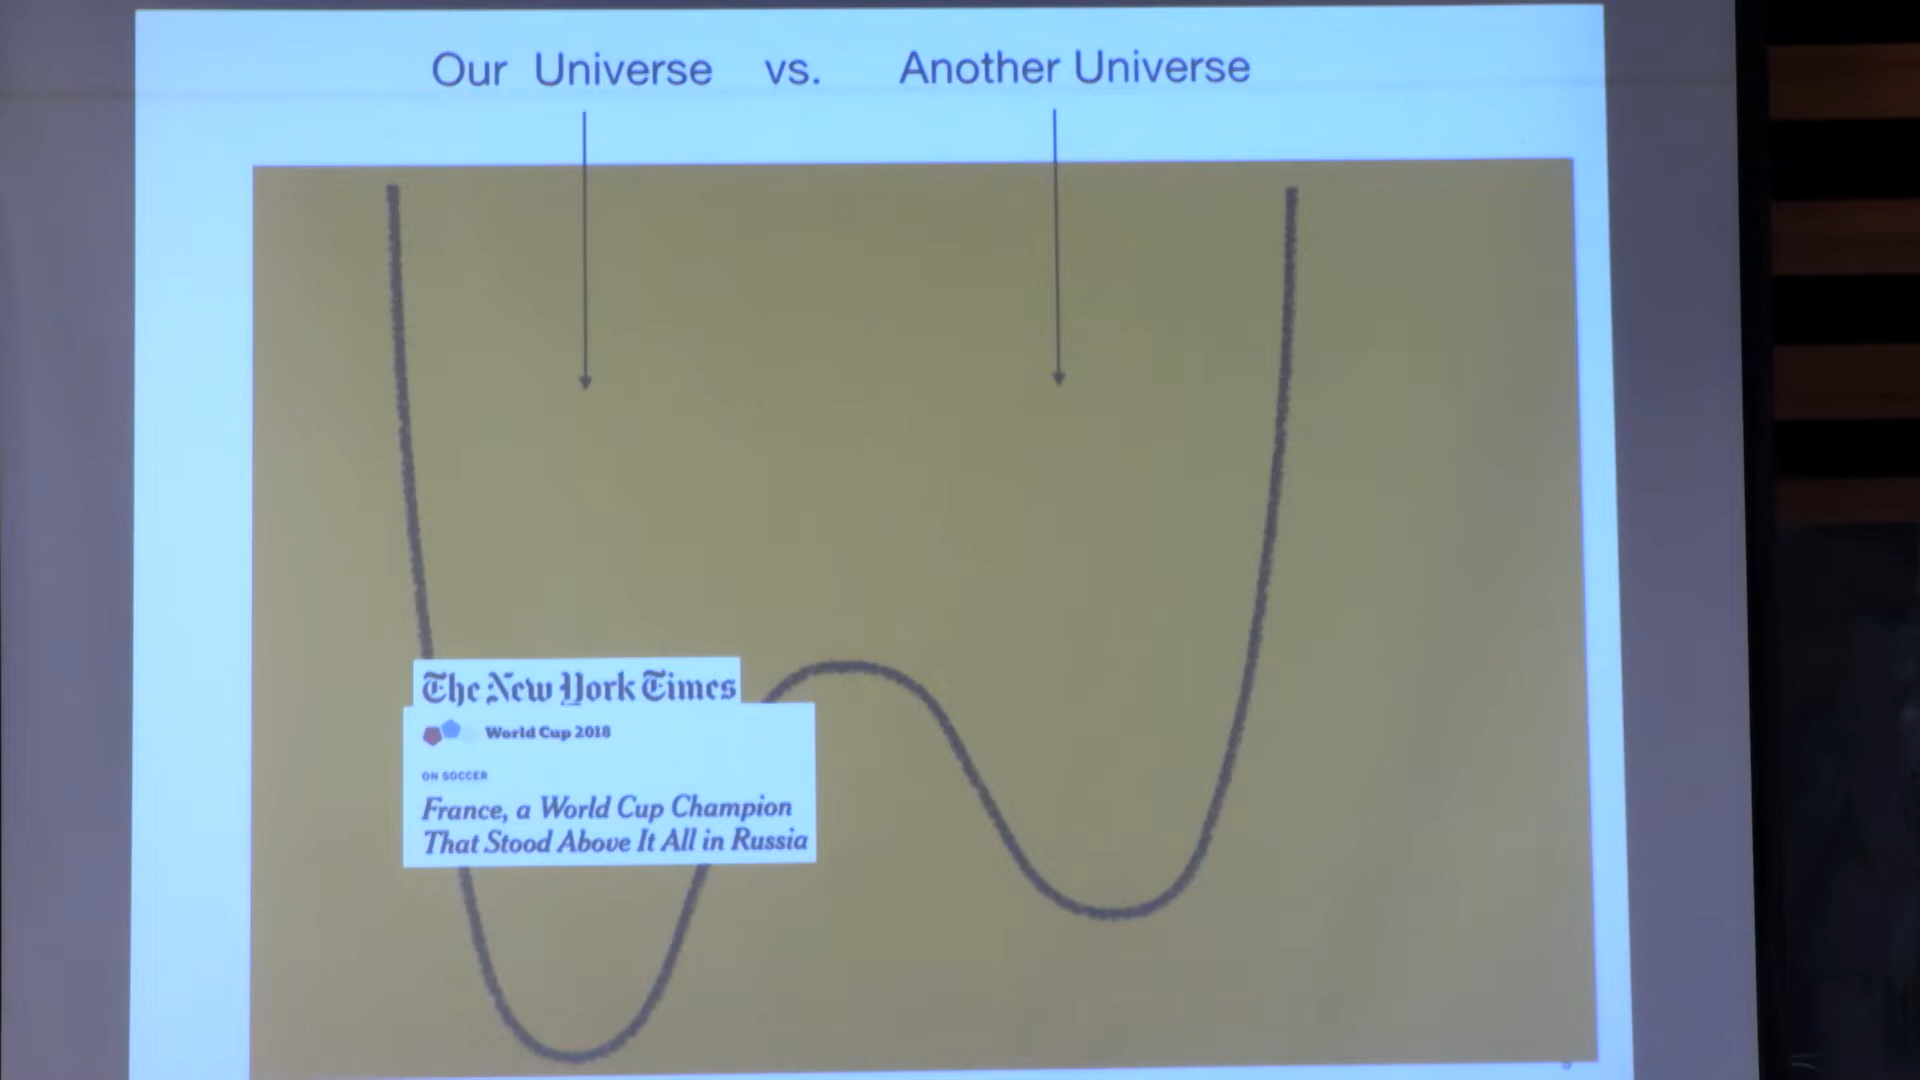 Our Universe vs. Another Universe
The New York Times
World Cup 2018
ON SOCCER
France, a World Cup Champion
That Stood Above It All in Russia